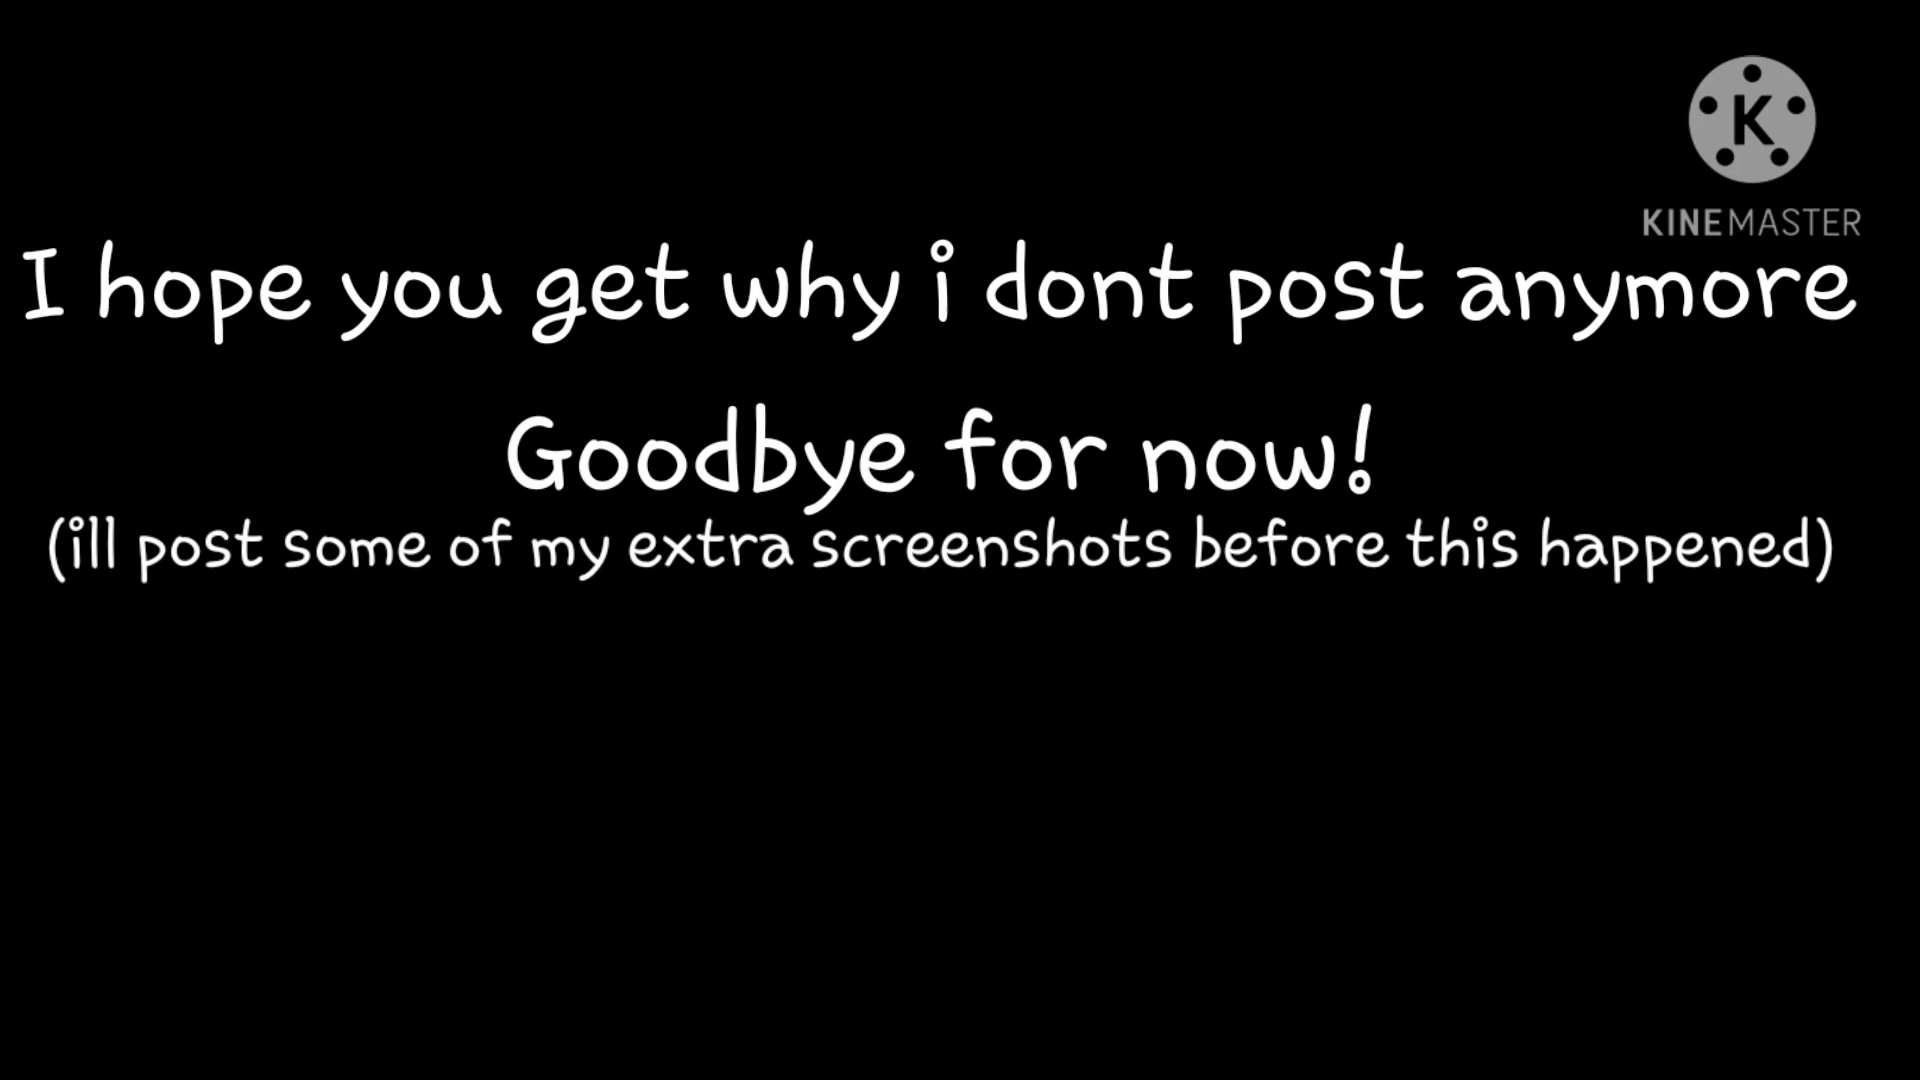 K
KINEMASTER
I hope you get why i dont post anymore
Goodbye for now!
(ill post some of my extra screenshots before this happened)